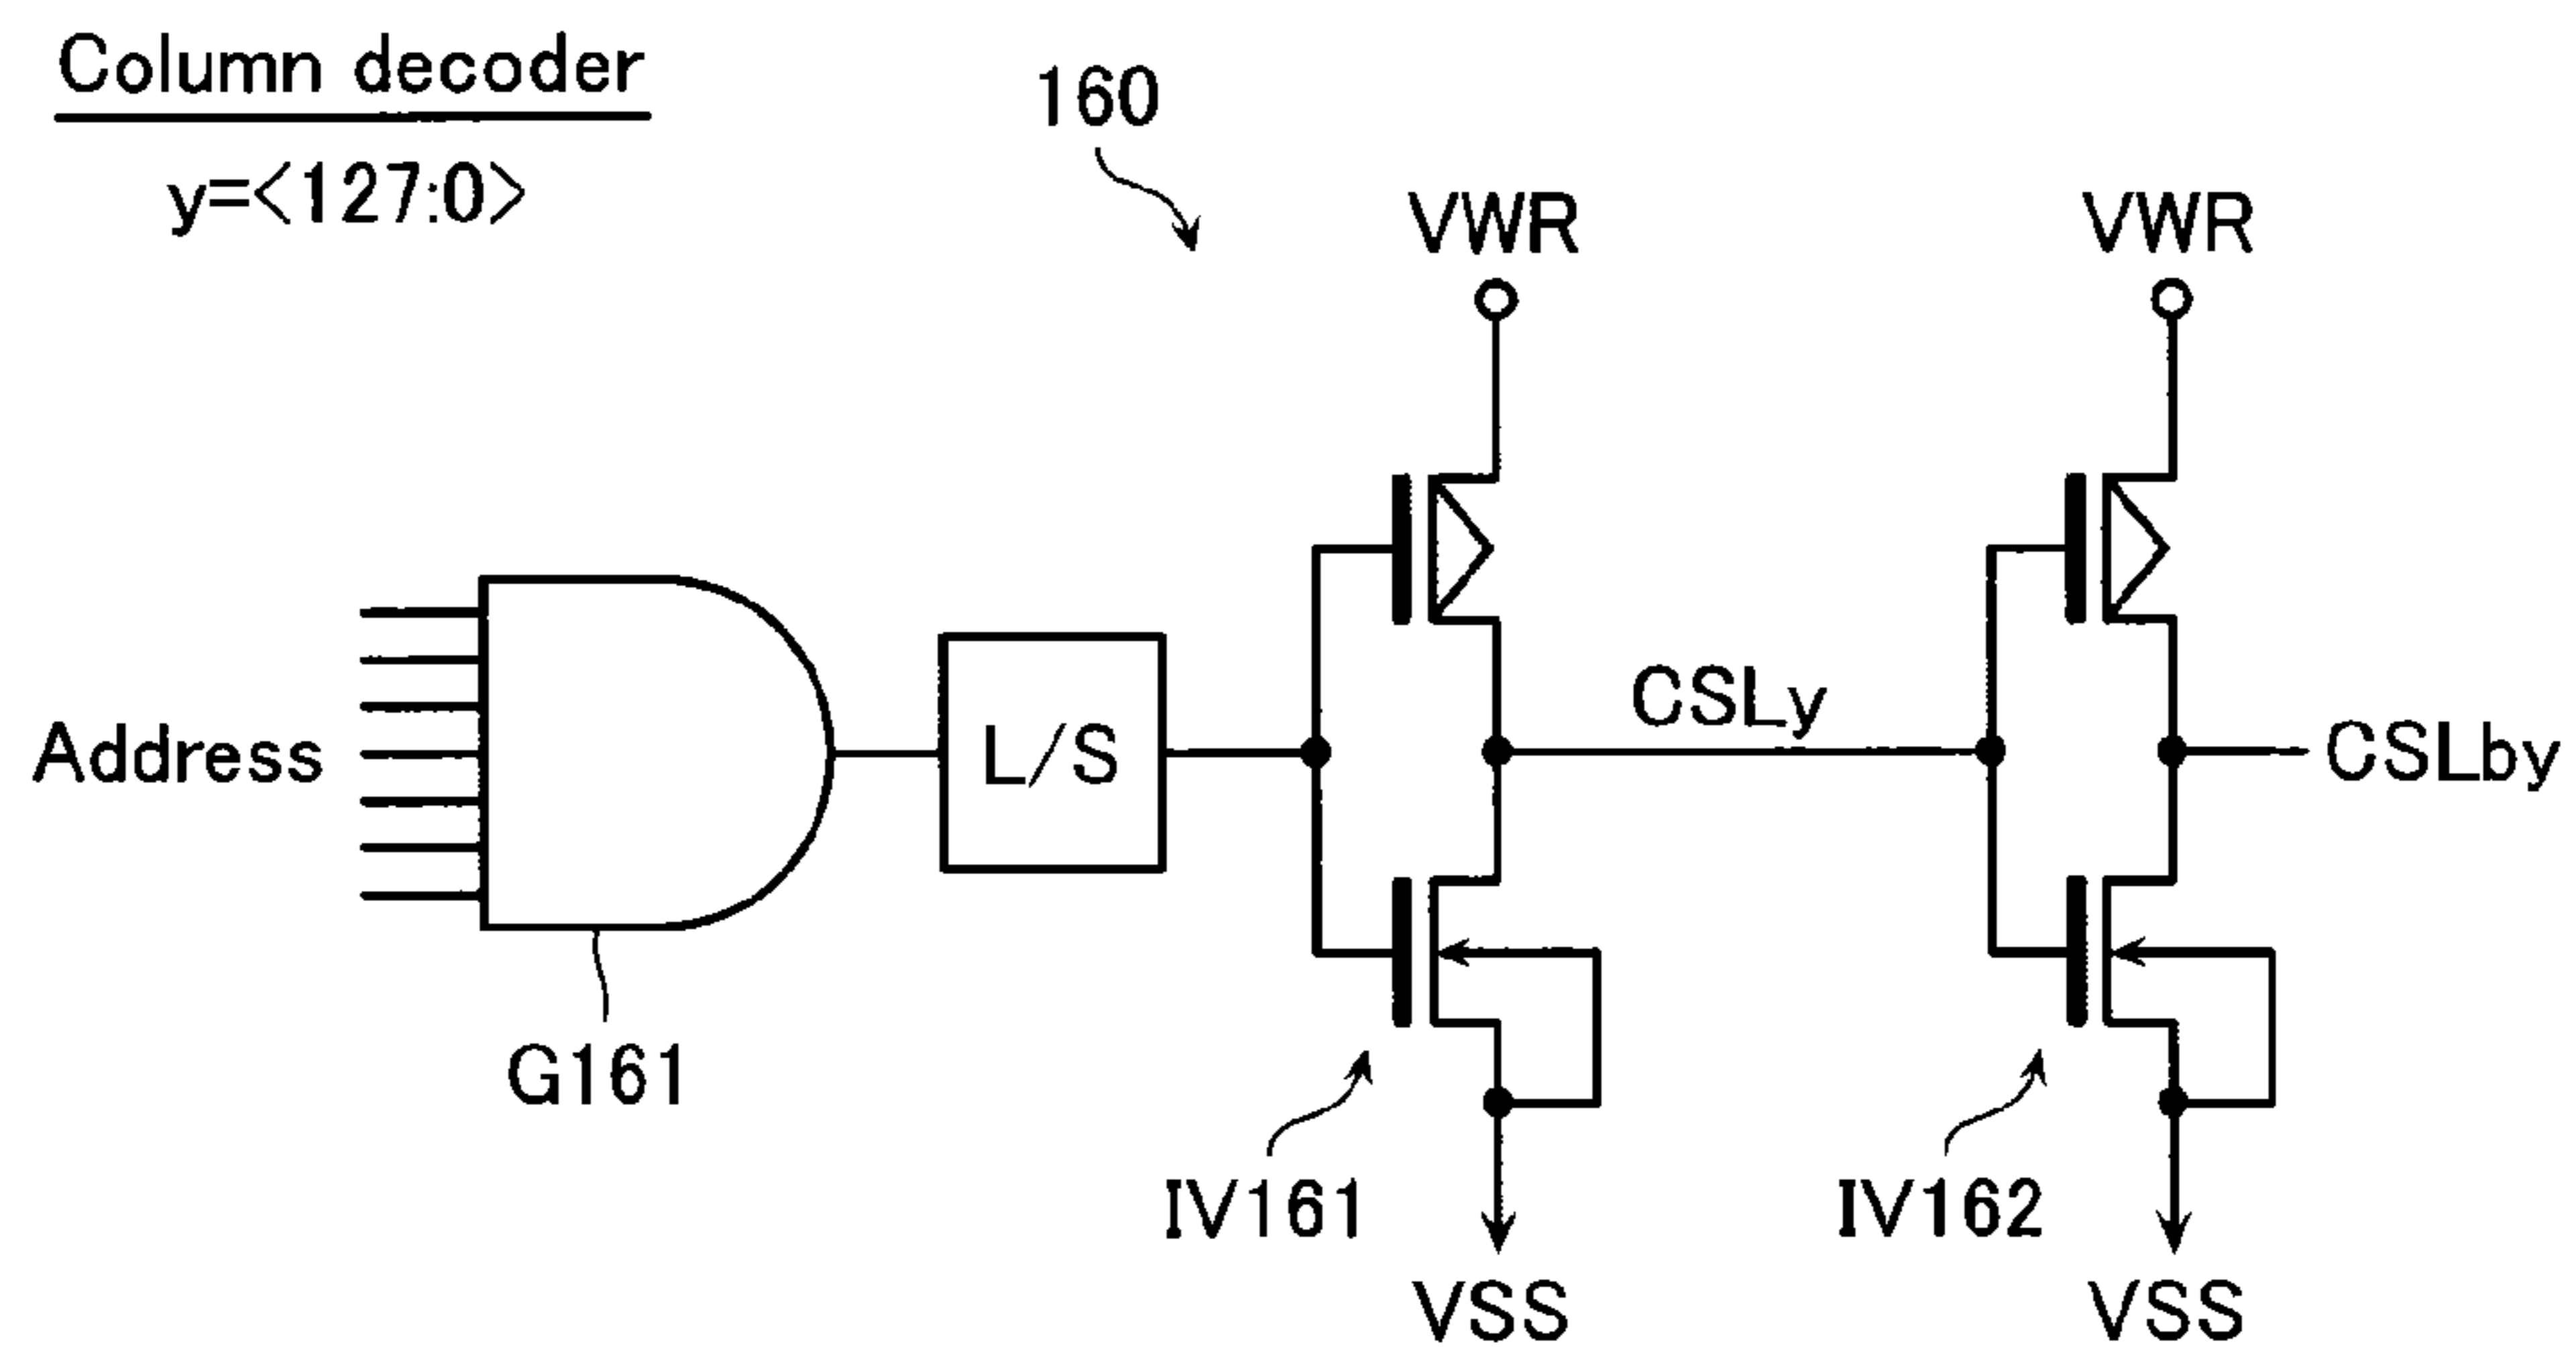 Column decoder
y=<127:0>
160
VWR
VWR
Address
L/S
CSLy
CSLby
G161
IV161
IV162
VSS
VSS